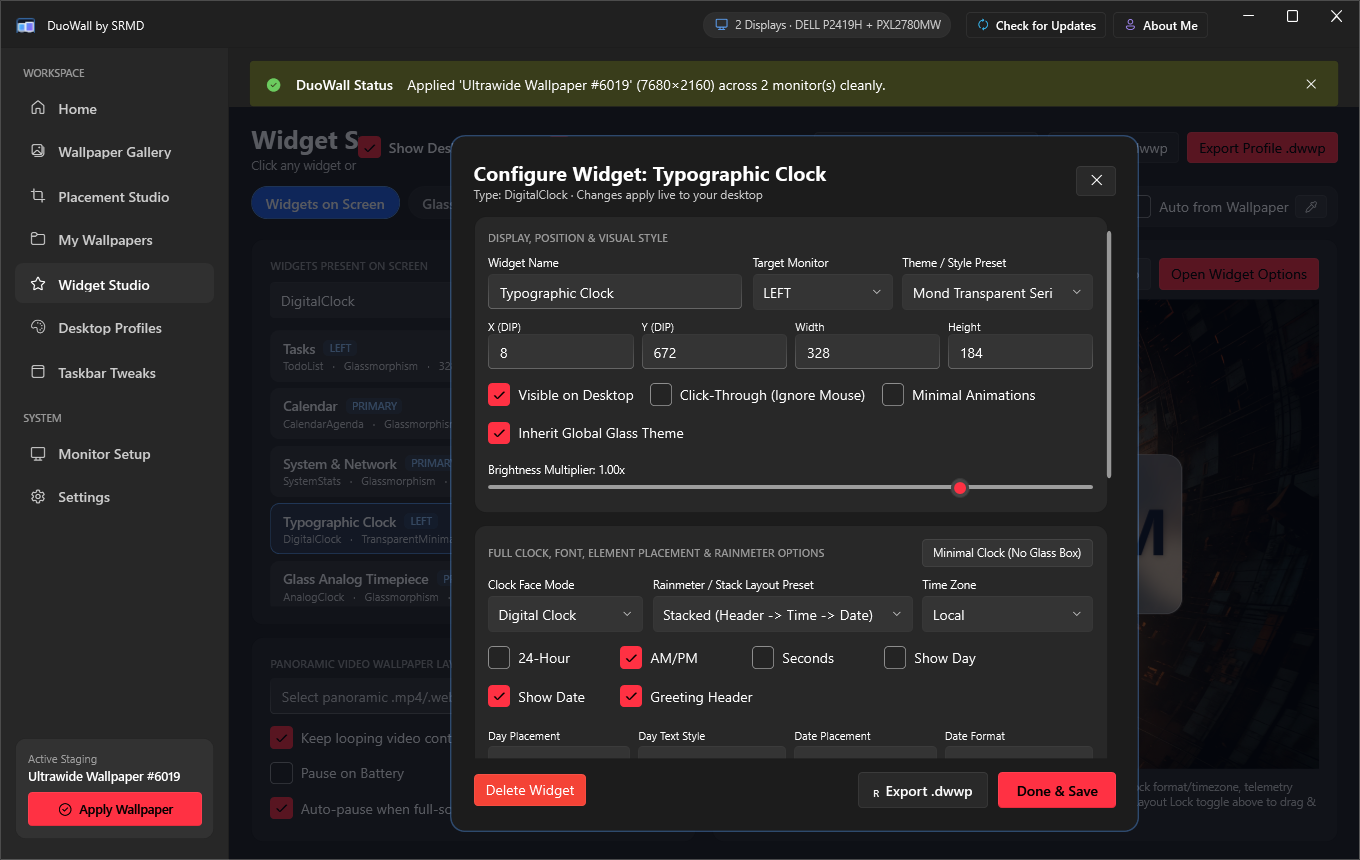 DuoWall by SRMD
2 Displays · DELL P2419H + PXL2780MW
Check for Updates
About Me
WORKSPACE
Home
Wallpaper Gallery
Placement Studio
My Wallpapers
Widget Studio
Desktop Profiles
Taskbar Tweaks
SYSTEM
Monitor Setup
Settings
Active Staging
Ultrawide Wallpaper #6019
Apply Wallpaper
DuoWall Status Applied 'Ultrawide Wallpaper #6019' (7680×2160) across 2 monitor(s) cleanly.
Widget S
Show Des
Click any widget or
Export Profile .dwwp
Widgets on Screen
Auto from Wallpaper
WIDGETS PRESENT ON SCREEN
DigitalClock
Open Widget Options
Tasks LEFT
TodoList · Glassmorphism · 32
Calendar PRIMARY
CalendarAgenda · Glassmorphis
System & Network PRIMAR
SystemStats · Glassmorphism
Typographic Clock LEFT
DigitalClock · TransparentMinima
Glass Analog Timepiece
AnalogClock · Glassmorphism
PANORAMIC VIDEO WALLPAPER LA
Select panoramic .mp4/.web
Keep looping video cont
Pause on Battery
Auto-pause when full-sc
ck format/timezone, telemetry
ayout Lock toggle above to drag &
Configure Widget: Typographic Clock
Type: DigitalClock · Changes apply live to your desktop
DISPLAY, POSITION & VISUAL STYLE
Widget Name Target Monitor Theme / Style Preset
Typographic Clock LEFT Mond Transparent Seri
X (DIP) Y (DIP) Width Height
8 672 328 184
Visible on Desktop Click-Through (Ignore Mouse) Minimal Animations
Inherit Global Glass Theme
Brightness Multiplier: 1.00x
FULL CLOCK, FONT, ELEMENT PLACEMENT & RAINMETER OPTIONS Minimal Clock (No Glass Box)
Clock Face Mode Rainmeter / Stack Layout Preset Time Zone
Digital Clock Stacked (Header -> Time -> Date) Local
24-Hour AM/PM Seconds Show Day
Show Date Greeting Header
Day Placement Day Text Style Date Placement Date Format
Delete Widget R Export .dwwp Done & Save